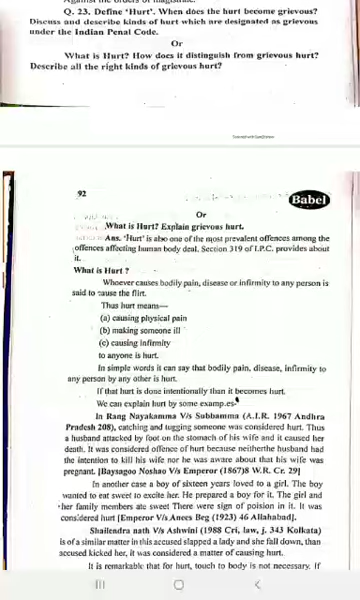 Q. 23. Define 'Hurt'. When does the hurt become grievous?
Discuss and describe kinds of hurt which are designated as grievous
under the Indian Penal Code.
Or
What is Hurt? How does it distinguish from grievous hurt?
Describe all the right kinds of grievous hurt?
92
Babel
Or
What is Hurt? Explain grievous hurt.
Ans. 'Hurt' is also one of the most prevalent offences among the
offences affecting human body deal. Section 319 of I.P.C. provides about
it.
What is Hurt ?
Whoever causes bodily pain, disease or infirmity to any person is
said to cause the flirt.
Thus hurt means—
(a) causing physical pain
(b) making someone ill
(c) causing infirmity
to anyone is hurt.
In simple words it can say that bodily pain, disease, infirmity to
any person by any other is hurt.
If that hurt is done intentionally than it becomes hurt.
We can explain hurt by some examp.es
In Rang Nayakamma V/s Subbamma (A.I.R. 1967 Andhra
Pradesh 208), catching and tugging someone was considered hurt. Thus
a husband attacked by foot on the stomach of his wife and it caused her
death. It was considered offence of hurt because neitherthe husband had
the intention to kill his wife nor he was aware about that his wife was
pregnant. [Baysagoo Noshao V/s Emperor (1867)8 W.R. Cr. 29]
In another case a boy of sixteen years loved to a girl. The boy
wanted to eat sweet to excite her. He prepared a boy for it. The girl and
her family members ate sweet There were sign of poision in it. It was
considered hurt [Emperor V/s Anees Beg (1923) 46 Allahabad].
Shailendra nath V/s Ashwini (1988 Cri, law, j. 343 Kolkata)
is of a similar matter in this accused slapped a lady and she fall down, than
accused kicked her, it was considered a matter of causing hurt.
It is remarkable that for hurt, touch to body is not necessary. If